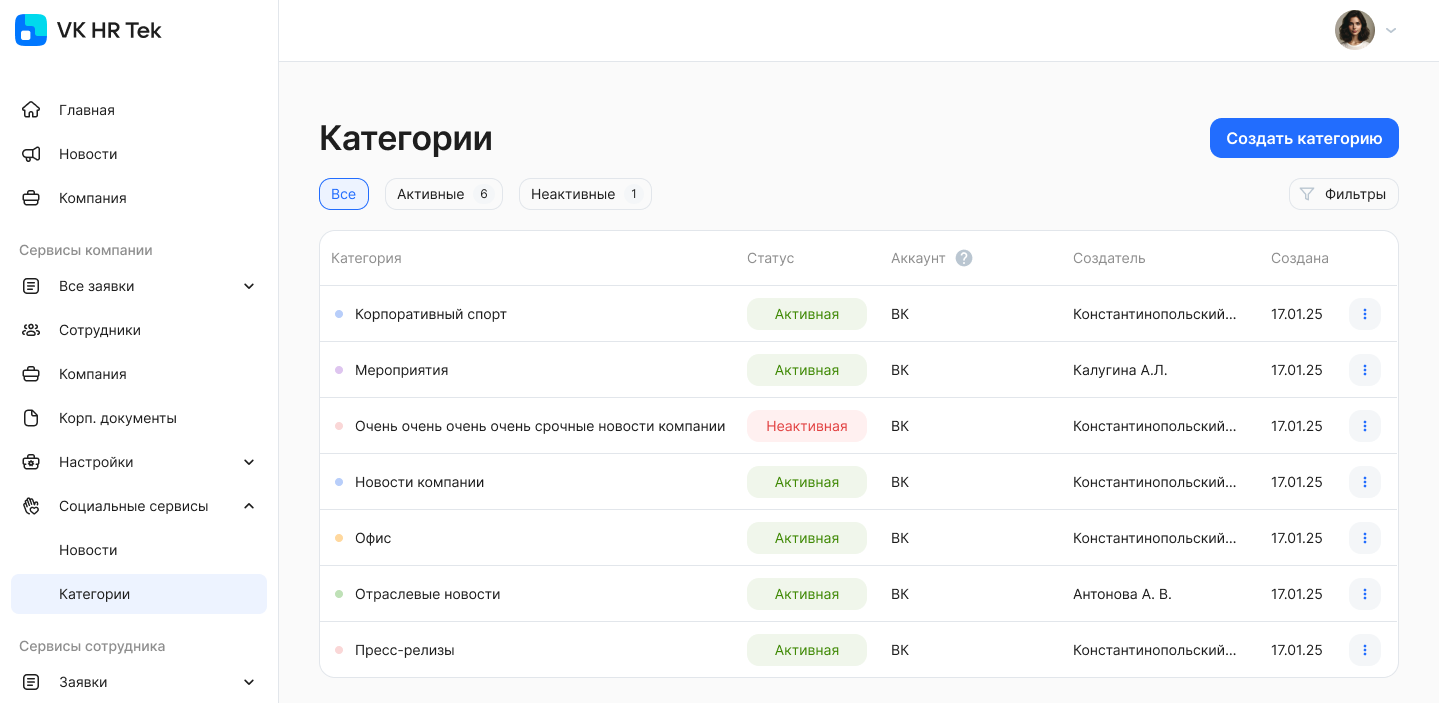 VK HR Tek
Главная
Новости
Компания
Сервисы компании
Все заявки
Сотрудники
Компания
Корп. документы
Настройки
Социальные сервисы
Новости
Категории
Сервисы сотрудника
Заявки
Категории
Создать категорию
Все Активные 6 Неактивные 1 Фильтры
Категория Статус Аккаунт ? Создатель Создана
Корпоративный спорт Активная ВК Константинопольский... 17.01.25
Мероприятия Активная ВК Калугина А.Л. 17.01.25
Очень очень очень очень срочные новости компании Неактивная ВК Константинопольский... 17.01.25
Новости компании Активная ВК Константинопольский... 17.01.25
Офис Активная ВК Константинопольский... 17.01.25
Отраслевые новости Активная ВК Антонова А. В. 17.01.25
Пресс-релизы Активная ВК Константинопольский... 17.01.25